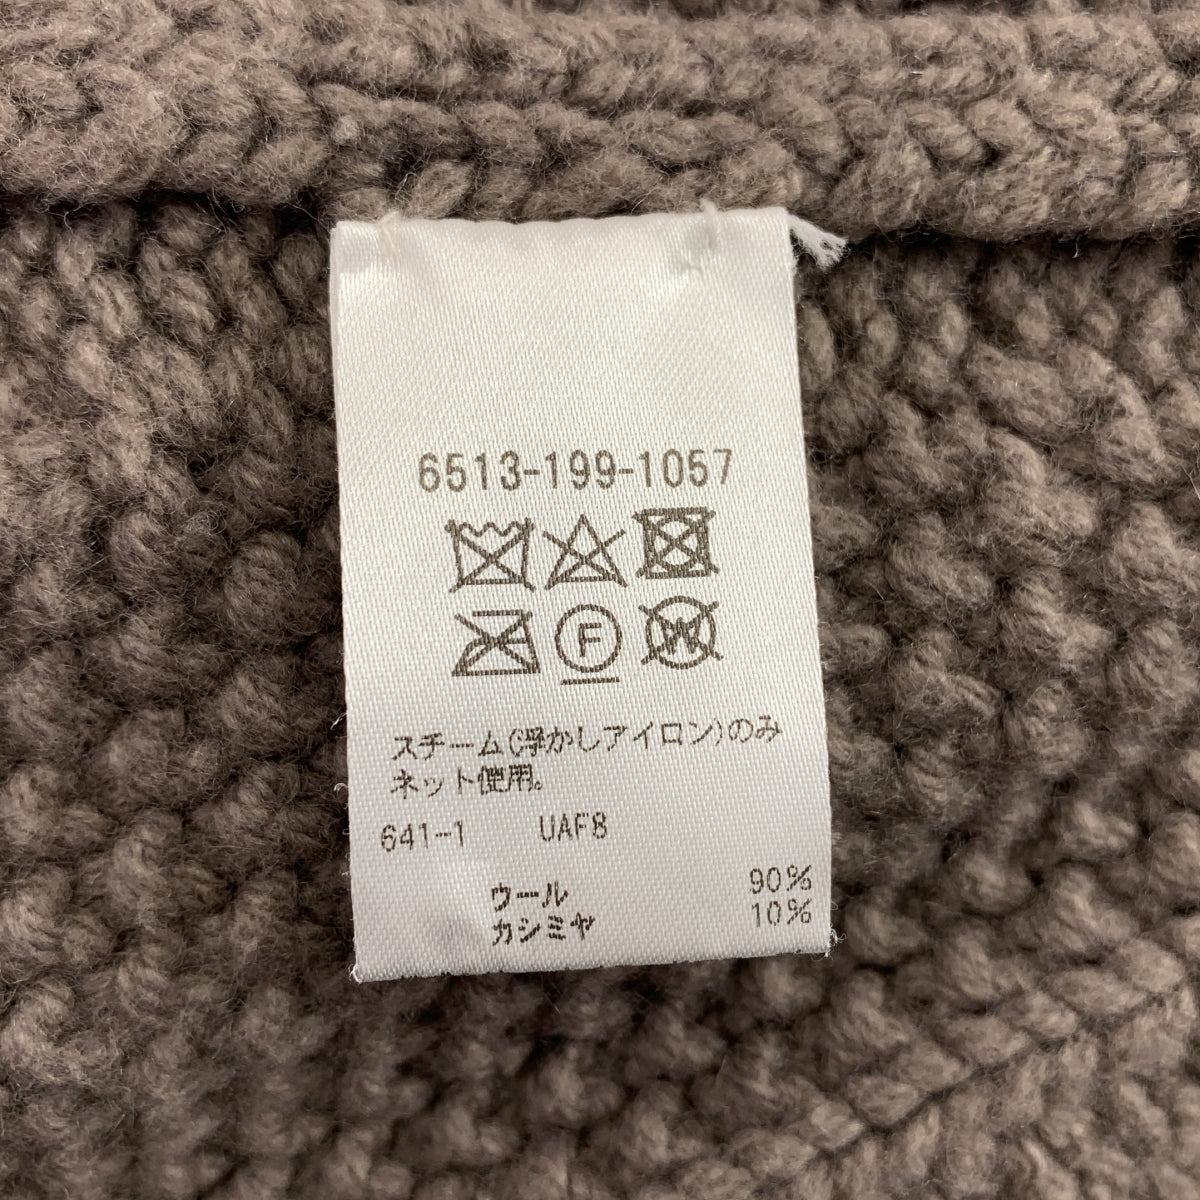 6513-199-1057
F
W
スチーム(浮かしアイロン)のみ
ネット使用。
641-1 UAF8
ウール 90%
カシミヤ 10%